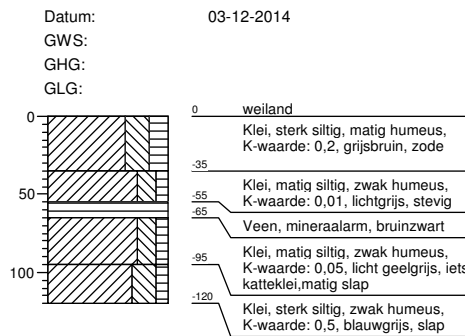 Datum: 03-12-2014
GWS:
GHG:
GLG:
0
50
100
0 weiland
Klei, sterk siltig, matig humeus,
K-waarde: 0,2, grijsbruin, zode
-35
Klei, matig siltig, zwak humeus,
K-waarde: 0,01, lichtgrijs, stevig
-55
-65
Veen, mineraalarm, bruinzwart
Klei, matig siltig, zwak humeus,
K-waarde: 0,05, licht geelgrijs, iets
katteklei,matig slap
-95
Klei, sterk siltig, zwak humeus,
K-waarde: 0,5, blauwgrijs, slap
-120